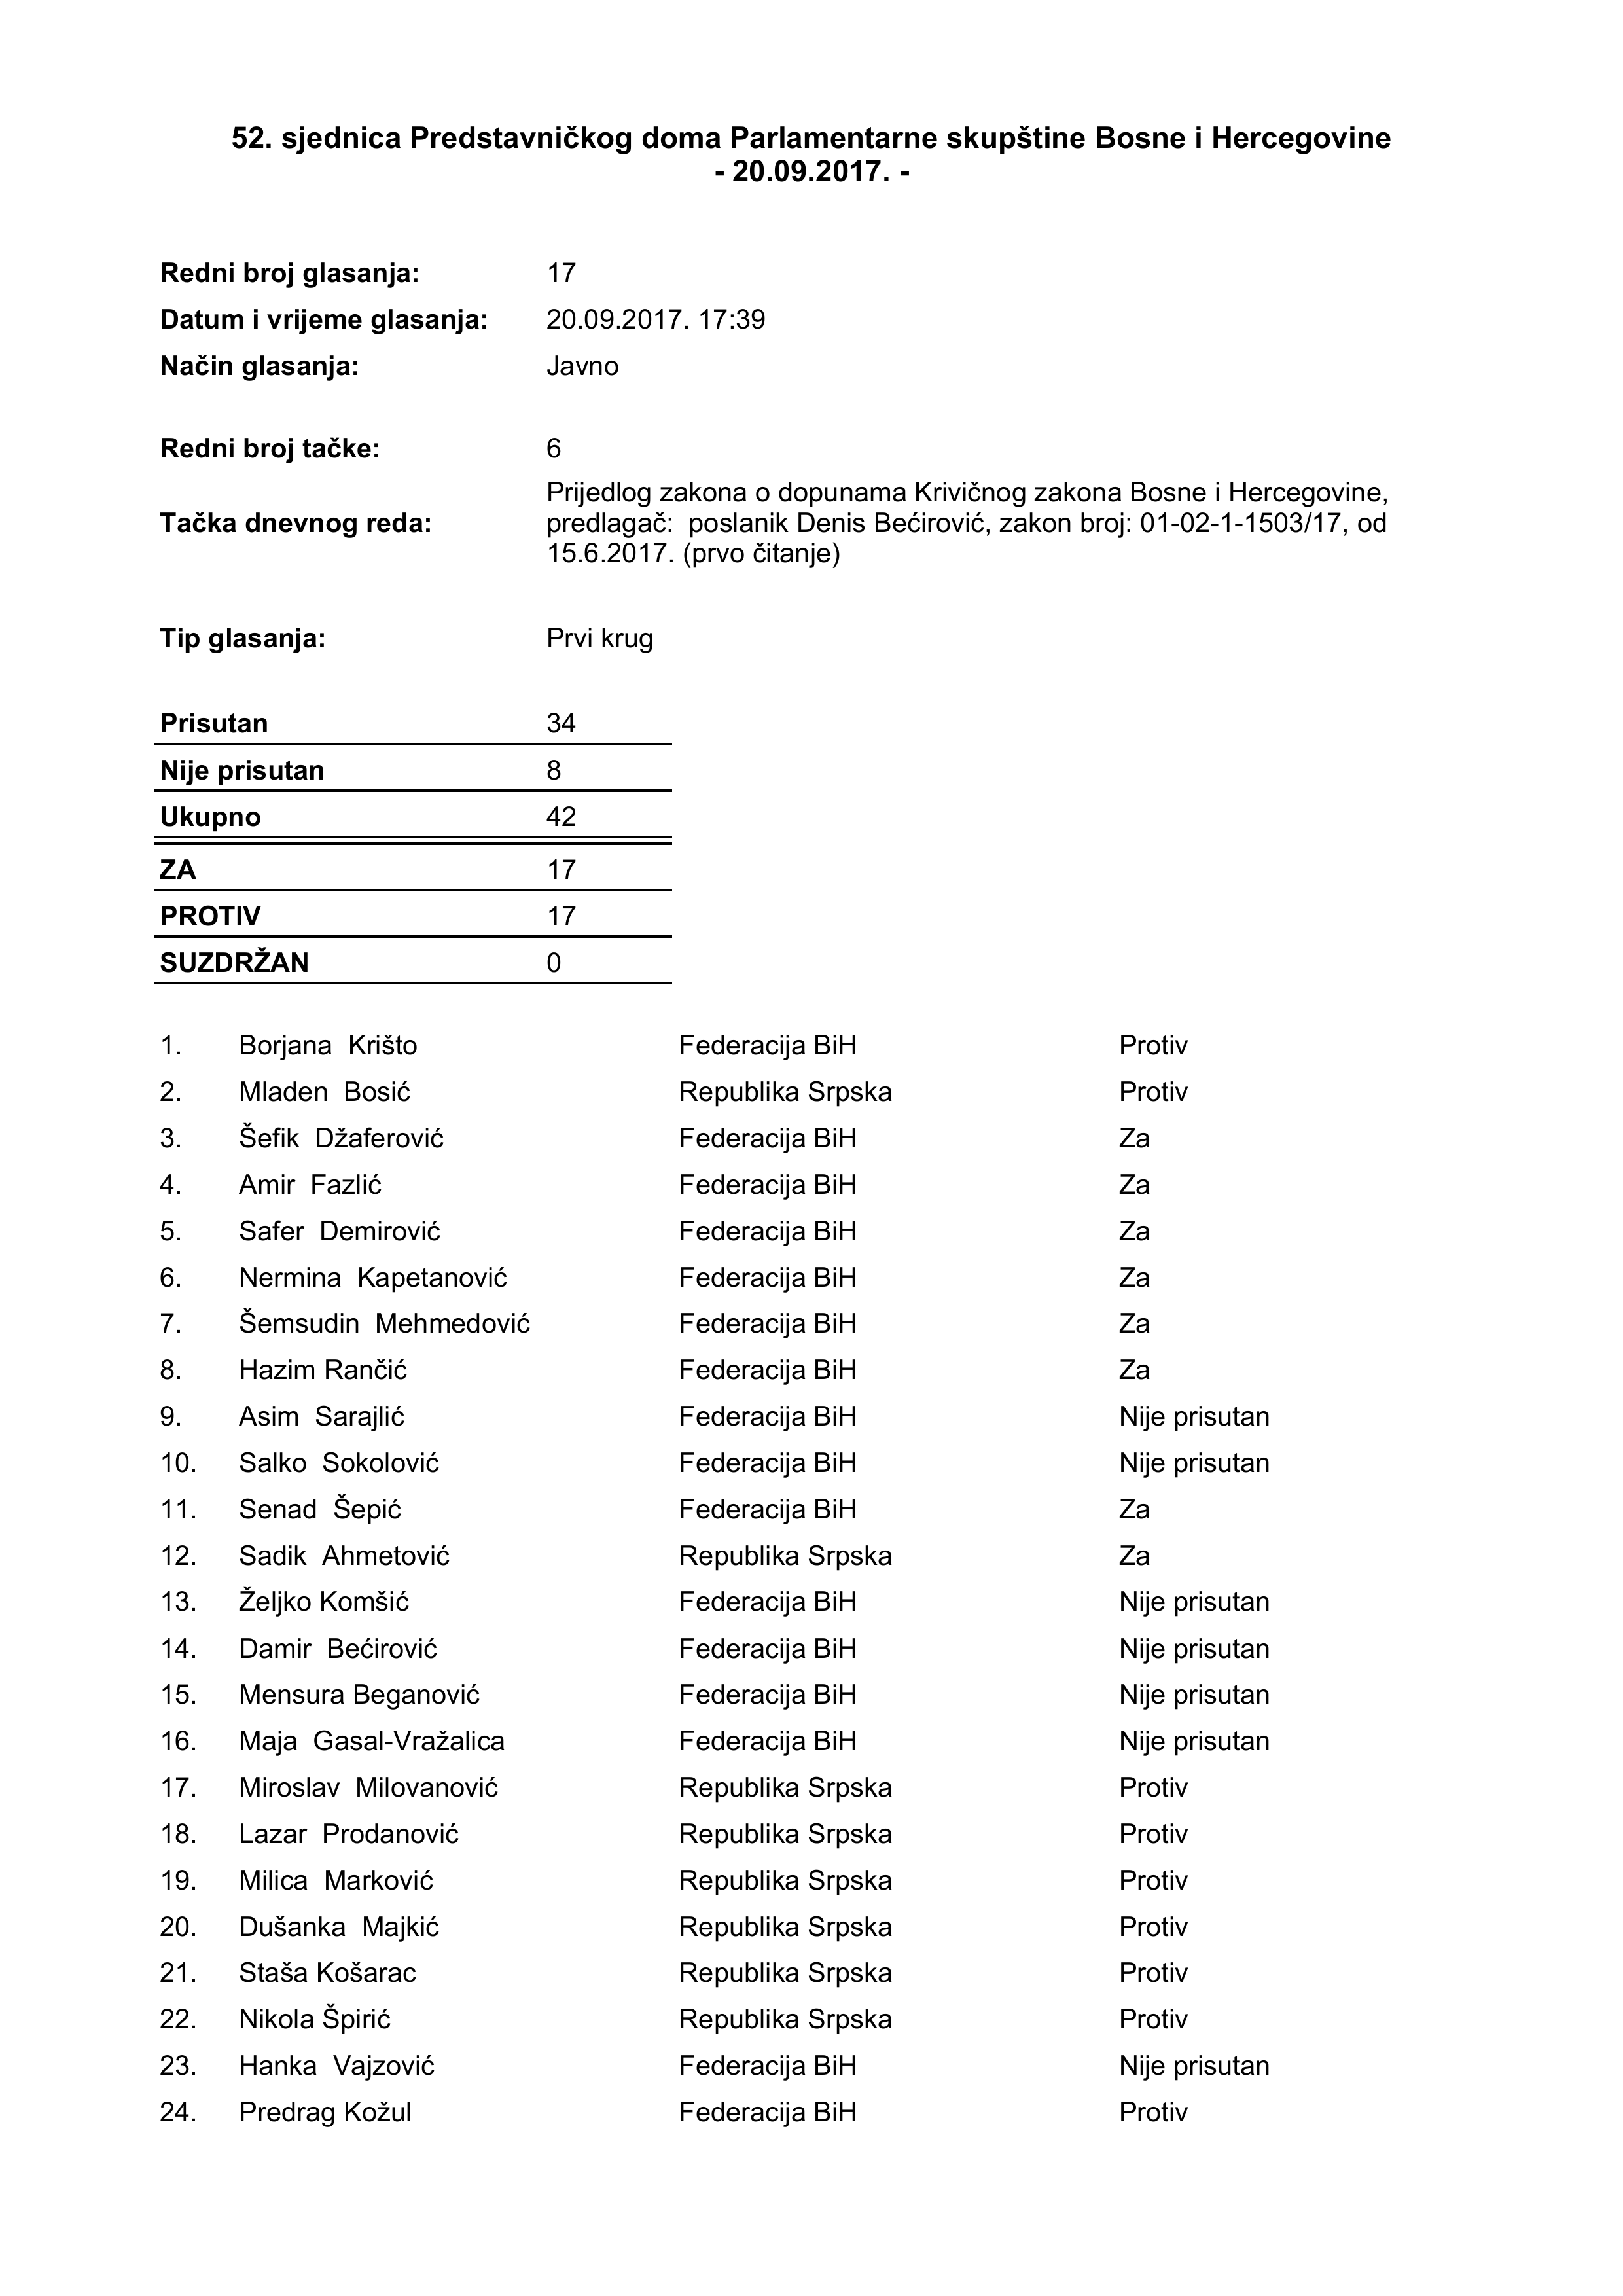 52. sjednica Predstavničkog doma Parlamentarne skupštine Bosne i Hercegovine
- 20.09.2017. -
Redni broj glasanja: 17
Datum i vrijeme glasanja: 20.09.2017. 17:39
Način glasanja: Javno
Redni broj tačke: 6
Prijedlog zakona o dopunama Krivičnog zakona Bosne i Hercegovine,
Tačka dnevnog reda: predlagač:  poslanik Denis Bećirović, zakon broj: 01-02-1-1503/17, od
15.6.2017. (prvo čitanje)
Tip glasanja: Prvi krug
Prisutan 34
Nije prisutan 8
Ukupno 42
ZA 17
PROTIV 17
SUZDRŽAN 0
1. Borjana  Krišto Federacija BiH Protiv
2. Mladen  Bosić Republika Srpska Protiv
3. Šefik  Džaferović Federacija BiH Za
4. Amir  Fazlić Federacija BiH Za
5. Safer  Demirović Federacija BiH Za
6. Nermina  Kapetanović Federacija BiH Za
7. Šemsudin  Mehmedović Federacija BiH Za
8. Hazim Rančić Federacija BiH Za
9. Asim  Sarajlić Federacija BiH Nije prisutan
10. Salko  Sokolović Federacija BiH Nije prisutan
11. Senad  Šepić Federacija BiH Za
12. Sadik  Ahmetović Republika Srpska Za
13. Željko Komšić Federacija BiH Nije prisutan
14. Damir  Bećirović Federacija BiH Nije prisutan
15. Mensura Beganović Federacija BiH Nije prisutan
16. Maja  Gasal-Vražalica Federacija BiH Nije prisutan
17. Miroslav  Milovanović Republika Srpska Protiv
18. Lazar  Prodanović Republika Srpska Protiv
19. Milica  Marković Republika Srpska Protiv
20. Dušanka  Majkić Republika Srpska Protiv
21. Staša Košarac Republika Srpska Protiv
22. Nikola Špirić Republika Srpska Protiv
23. Hanka  Vajzović Federacija BiH Nije prisutan
24. Predrag Kožul Federacija BiH Protiv